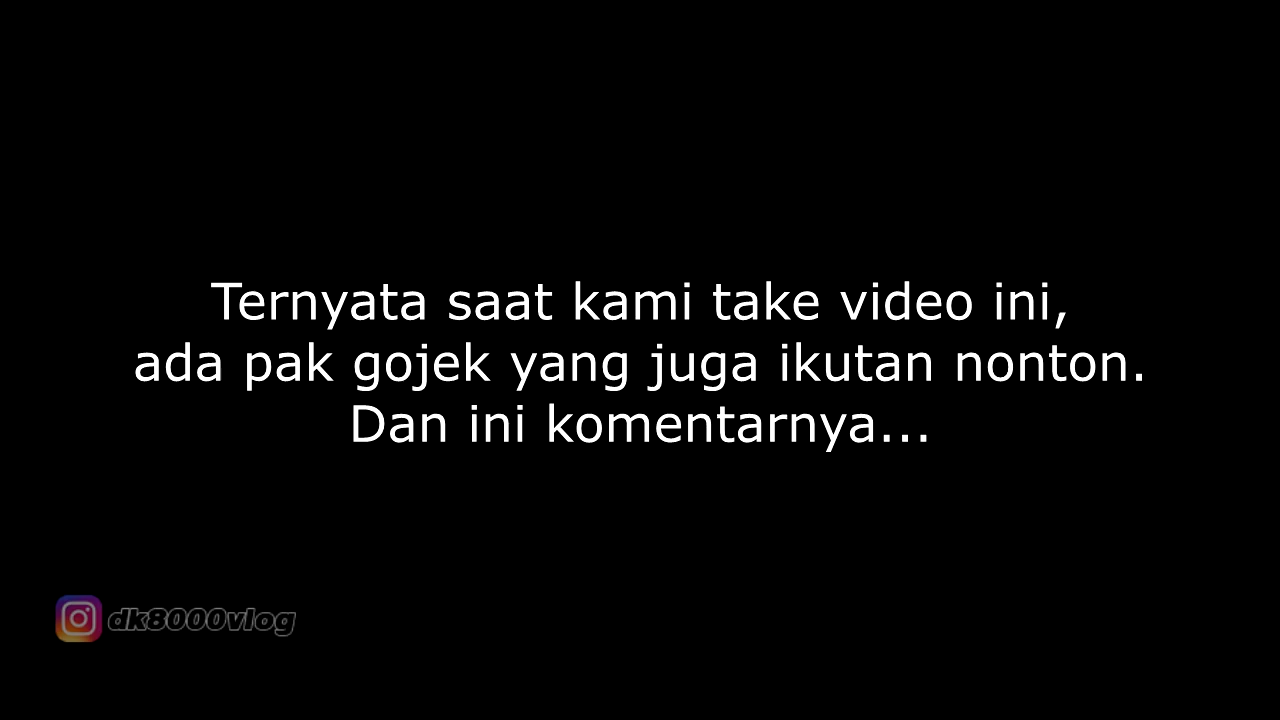 Ternyata saat kami take video ini,
ada pak gojek yang juga ikutan nonton.
Dan ini komentarnya...
dk8000vlog